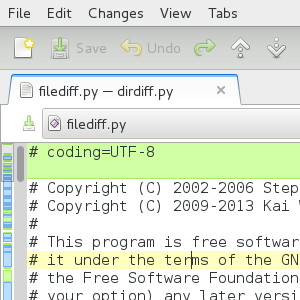 File Edit Changes View Tabs
Save Undo
filediff.py — dirdiff.py
filediff.py
# coding=UTF-8
# Copyright (C) 2002-2006 Step
# Copyright (C) 2009-2013 Kai
#
# This program is free software
# it under the terms of the GN
# the Free Software Foundation
# your option) any later versi